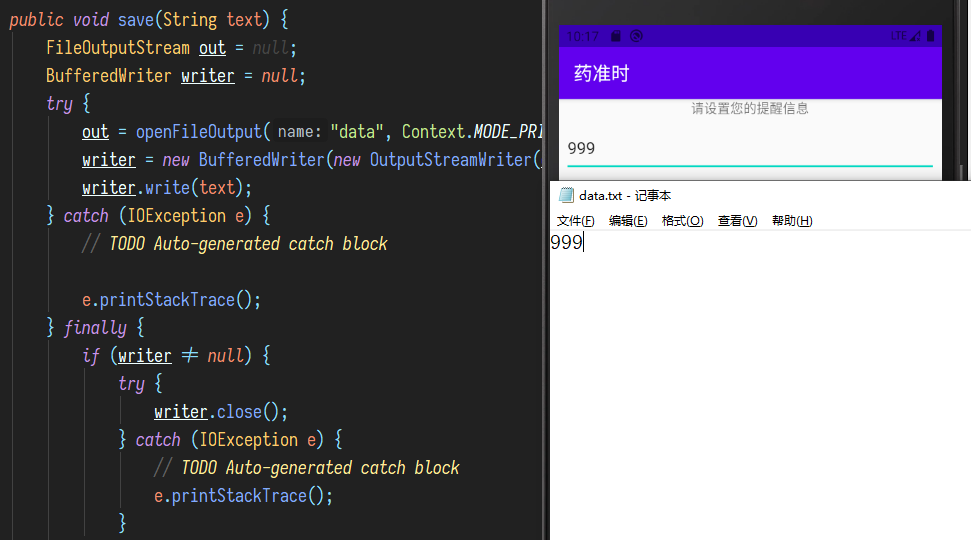 public void save(String text) {
FileOutputStream out = null;
BufferedWriter writer = null;
try {
out = openFileOutput( name: "data", Context.MODE_PRI
writer = new BufferedWriter(new OutputStreamWriter(
writer.write(text);
} catch (IOException e) {
// TODO Auto-generated catch block
e.printStackTrace();
} finally {
if (writer ≠ null) {
try {
writer.close();
} catch (IOException e) {
// TODO Auto-generated catch block
e.printStackTrace();
}
10:17 LTE
药准时
请设置您的提醒信息
999
data.txt - 记事本
文件(F) 编辑(E) 格式(O) 查看(V) 帮助(H)
999